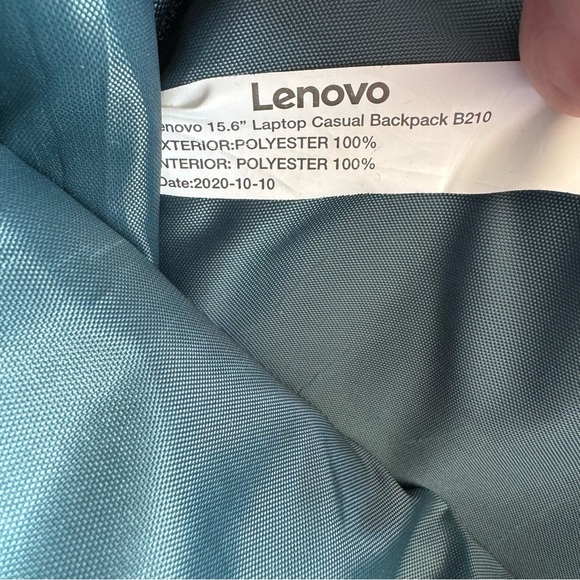 Lenovo
enovo 15.6” Laptop Casual Backpack B210
XTERIOR:POLYESTER 100%
NTERIOR: POLYESTER 100%
Date:2020-10-10